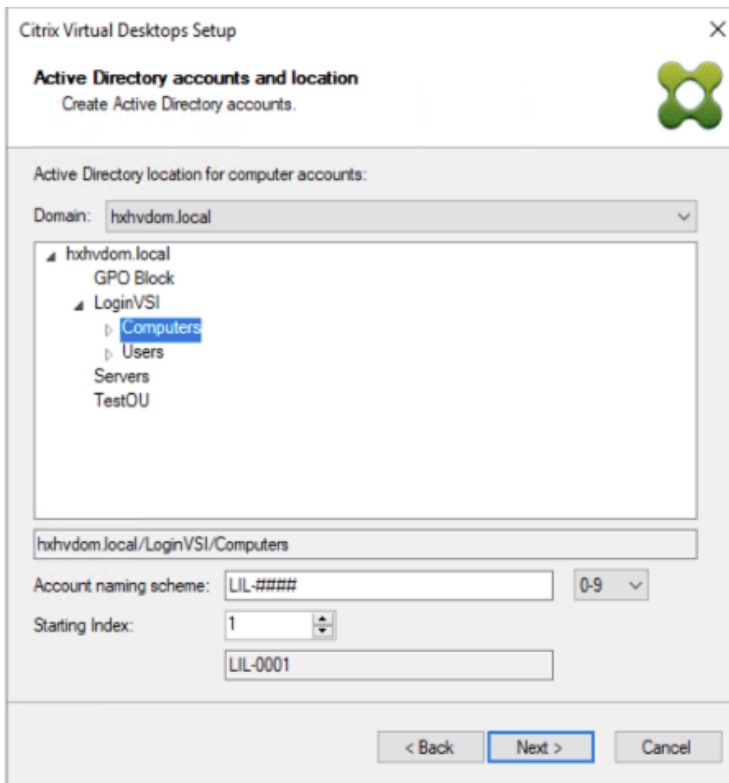 Citrix Virtual Desktops Setup
Active Directory accounts and location
Create Active Directory accounts.
Active Directory location for computer accounts:
Domain: hxhvdom.local
hxhvdom.local
GPO Block
LoginVSI
Computers
Users
Servers
TestOU
hxhvdom.local/LoginVSI/Computers
Account naming scheme: LIL-#### 0-9
Starting Index: 1
LIL-0001
< Back Next > Cancel